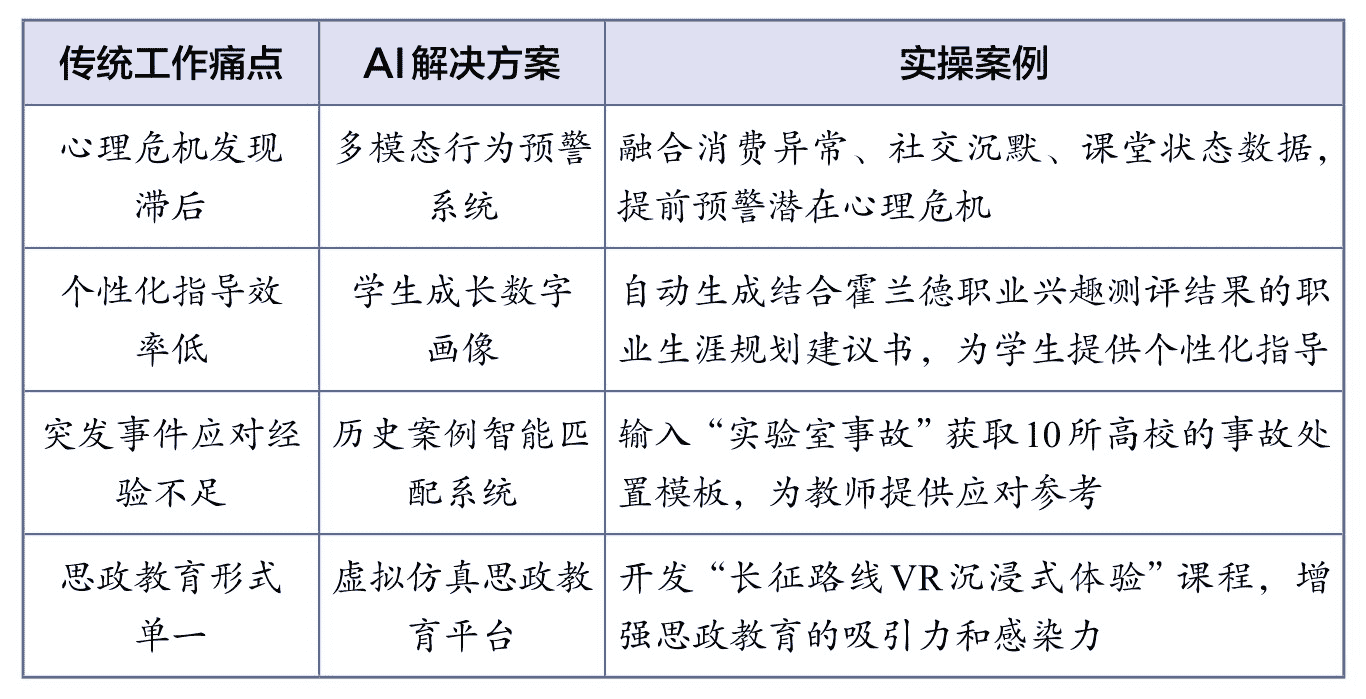 传统工作痛点 AI解决方案 实操案例
心理危机发现
滞后
多模态行为预警
系统
融合消费异常、社交沉默、课堂状态数据，
提前预警潜在心理危机
个性化指导效
率低
学生成长数字
画像
自动生成结合霍兰德职业兴趣测评结果的职
业生涯规划建议书，为学生提供个性化指导
突发事件应对经
验不足
历史案例智能匹
配系统
输入“实验室事故”获取10所高校的事故处
置模板，为教师提供应对参考
思政教育形式
单一
虚拟仿真思政教
育平台
开发“长征路线VR沉浸式体验”课程，增
强思政教育的吸引力和感染力